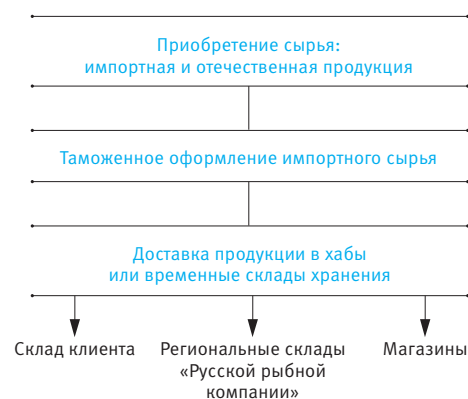 Приобретение сырья:
импортная и отечественная продукция
Таможенное оформление импортного сырья
Доставка продукции в хабы
или временные склады хранения
Склад клиента
Региональные склады
«Русской рыбной
компании»
Магазины